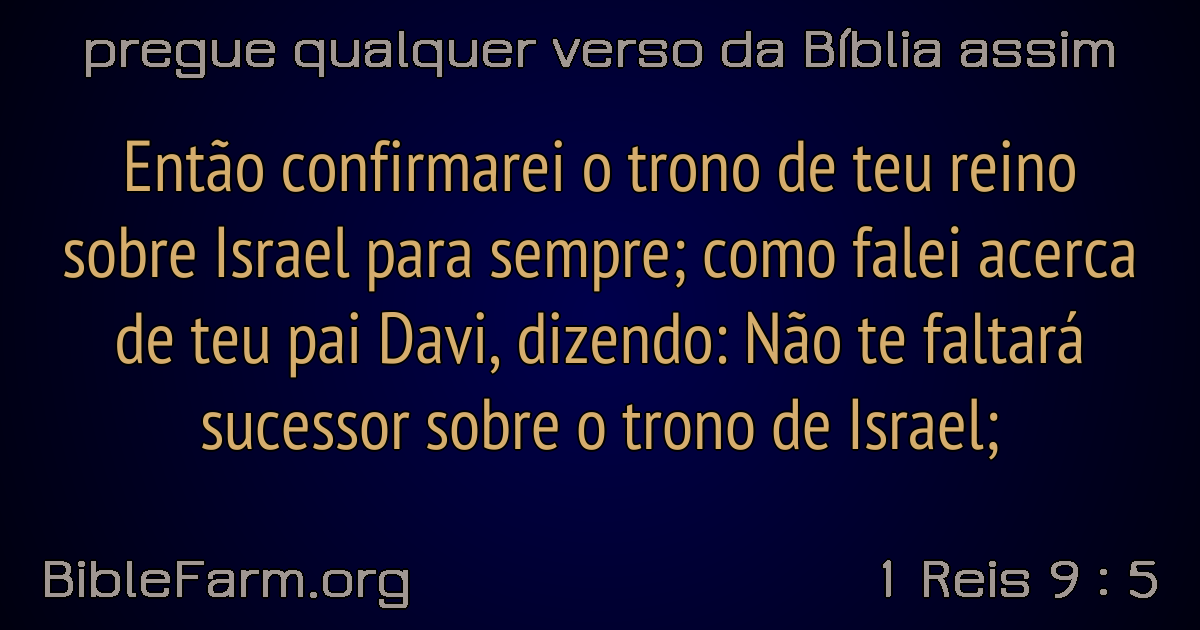 pregue qualquer verso da Bíblia assim
Então confirmarei o trono de teu reino
sobre Israel para sempre; como falei acerca
de teu pai Davi, dizendo: Não te faltará
sucessor sobre o trono de Israel;
BibleFarm.org
1 Reis 9 : 5